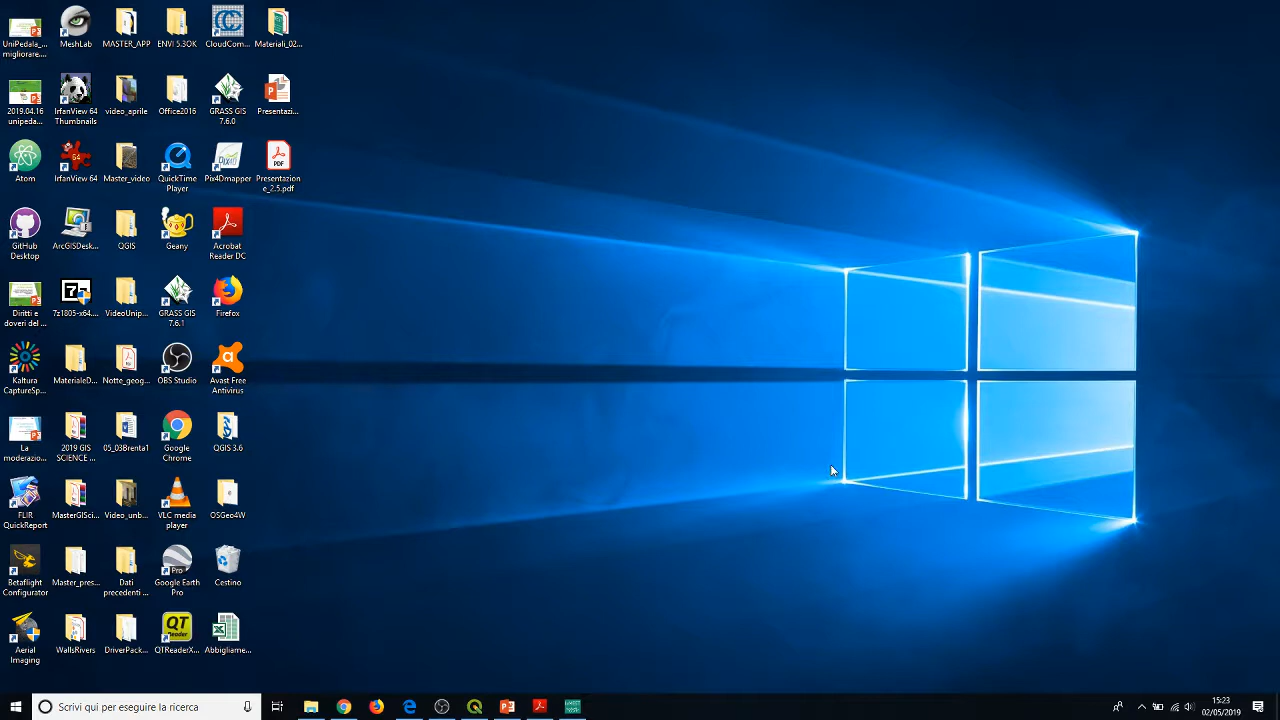 UniPedala_...
migliorare....
MeshLab
MASTER_APP
ENVI 5.3OK
CloudCom...
Materiali_02...
2019.04.16
unipeda...
IrfanView 64
Thumbnails
video_aprile
Office2016
GRASS GIS
7.6.0
Presentazi...
Atom
64
IrfanView 64
Master_video
QuickTime
Player
Pix4Dmapper
PDF
Presentazion
e_2.5.pdf
GitHub
Desktop
ArcGISDesk...
QGIS
Geany
Acrobat
Reader DC
Diritti e
doveri del ...
7z1805-x64....
VideoUnip...
GRASS GIS
7.6.1
Firefox
Kaltura
CaptureSp...
MaterialeD...
Notte_geog...
OBS Studio
Avast Free
Antivirus
La
moderazio...
2019 GIS
SCIENCE ...
05_03Brenta1
Google
Chrome
QGIS 3.6
FLIR
QuickReport
MasterGISci...
Video_unb...
VLC media
player
OSGeo4W
Betaflight
Configurator
Master_pres...
Dati
precedenti ...
Pro
Google Earth
Pro
Cestino
Aerial
Imaging
WallsRivers
DriverPack...
QT
Reader
QTReaderX...
Abbigliame...
Scrivi qui per eseguire la ricerca
15:23
02/05/2019